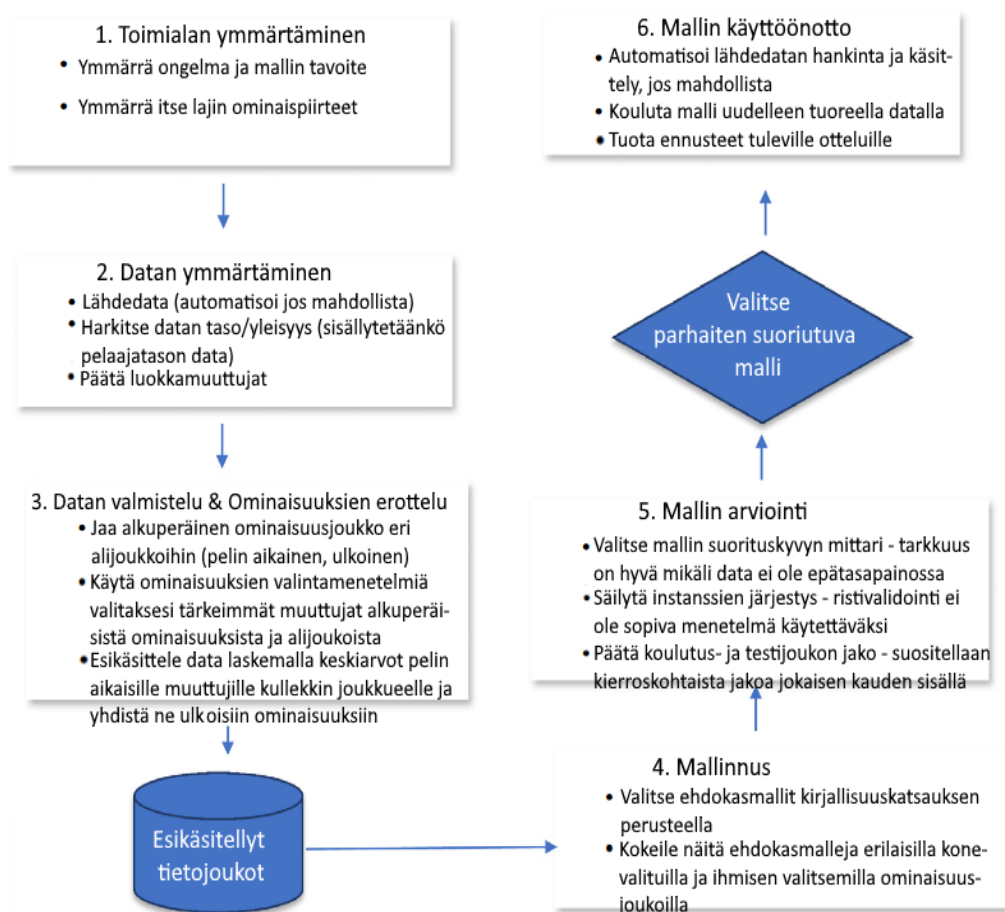 1. Toimialan ymmärtäminen
• Ymmärrä ongelma ja mallin tavoite
• Ymmärrä itse lajin ominaispiirteet
2. Datan ymmärtäminen
• Lähdedata (automatisoi jos mahdollista)
• Harkitse datan taso/yleisyys (sisällytetäänkö
pelaajatason data)
• Päätä luokkamuuttujat
3. Datan valmistelu & Ominaisuuksien erottelu
• Jaa alkuperäinen ominaisuusjoukko eri
alijoukkoihin (pelin aikainen, ulkoinen)
• Käytä ominaisuuksien valintamenetelmiä
valitaksesi tärkeimmät muuttujat alkuperäi-
sistä ominaisuuksista ja alijoukoista
• Esikäsittele data laskemalla keskiarvot pelin
aikaisille muuttujille kullekkin joukkueelle ja
yhdistä ne ulkoisiin ominaisuuksiin
Esikäsitellyt
tietojoukot
4. Mallinnus
• Valitse ehdokasmallit kirjallisuuskatsauksen
perusteella
• Kokeile näitä ehdokasmalleja erilaisilla kone-
valituilla ja ihmisen valitsemilla ominaisuus-
joukoilla
5. Mallin arviointi
• Valitse mallin suorituskyvyn mittari - tarkkuus
on hyvä mikäli data ei ole epätasapainossa
• Säilytä instanssien järjestys - ristivalidointi ei
ole sopiva menetelmä käytettäväksi
• Päätä koulutus- ja testijoukon jako - suositellaan
kierroskohtaista jakoa jokaisen kauden sisällä
Valitse
parhaiten suoriutuva
malli
6. Mallin käyttöönotto
• Automatisoi lähdedatan hankinta ja käsit-
tely, jos mahdollista
• Kouluta malli uudelleen tuoreella datalla
• Tuota ennusteet tuleville otteluille